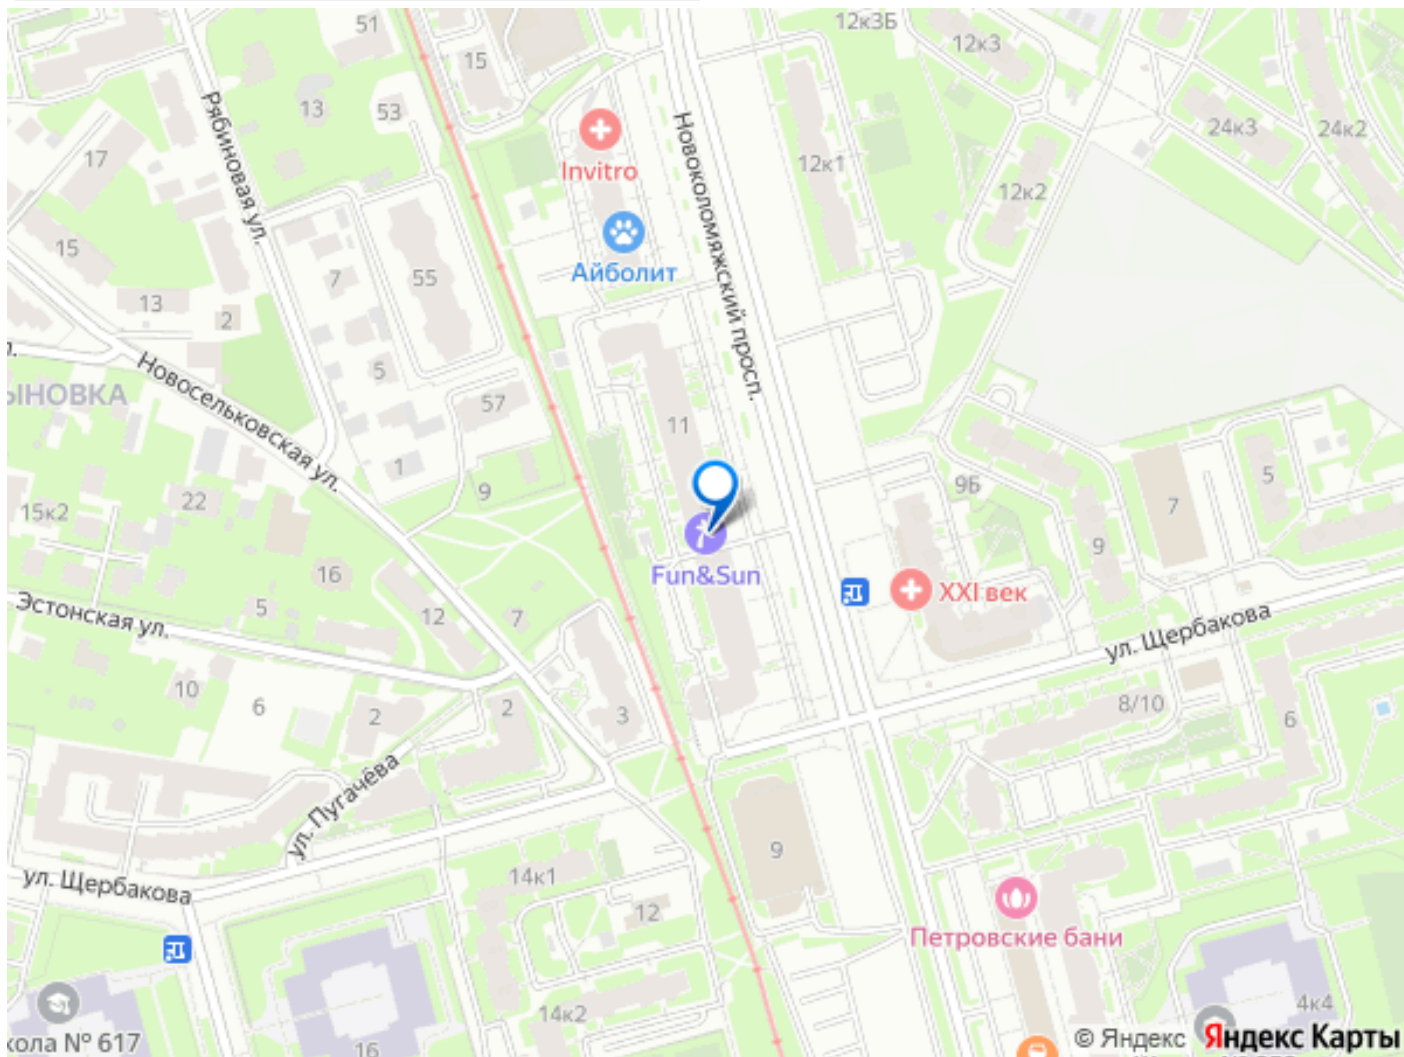 51
15
12к3Б
12к3
13
53
24к3
24к2
Рябиновая ул.
Новоколомяжский просп.
17
Invitro
12к1
12к2
15
7
55
Айболит
13
2
Новосельковская ул.
5
ЫНОВКА
57
11
1
9
9Б
5
7
22
15к2
9
16
Fun&Sun
XXI век
Эстонская ул.
5
12
7
ул. Щербакова
10
6
2
2
3
8/10
6
ул. Пугачёва
9
ул. Щербакова
14к1
12
Петровские бани
14к2
4к4
кола № 617
16
© Яндекс Яндекс Карты